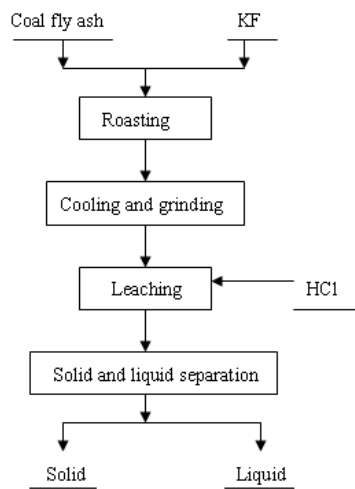 Coal fly ash
KF
Roasting
Cooling and grinding
Leaching
HCl
Solid and liquid separation
Solid
Liquid